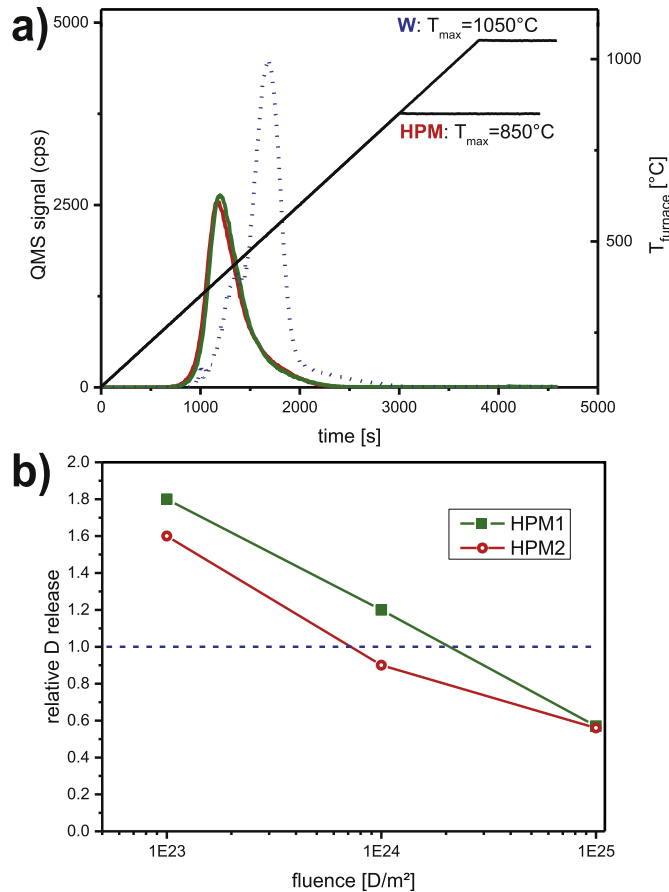 a)
W: Tmax=1050°C
HPM: Tmax=850°C
QMS signal (cps)
5000
2500
0
Tfurnace [°C]
1000
500
0 1000 2000 3000 4000 5000
time [s]
b)
relative D release
2.0
1.8
1.6
1.4
1.2
1.0
0.8
0.6
0.4
0.2
0.0
HPM1
HPM2
1E23 1E24 1E25
fluence [D/m²]